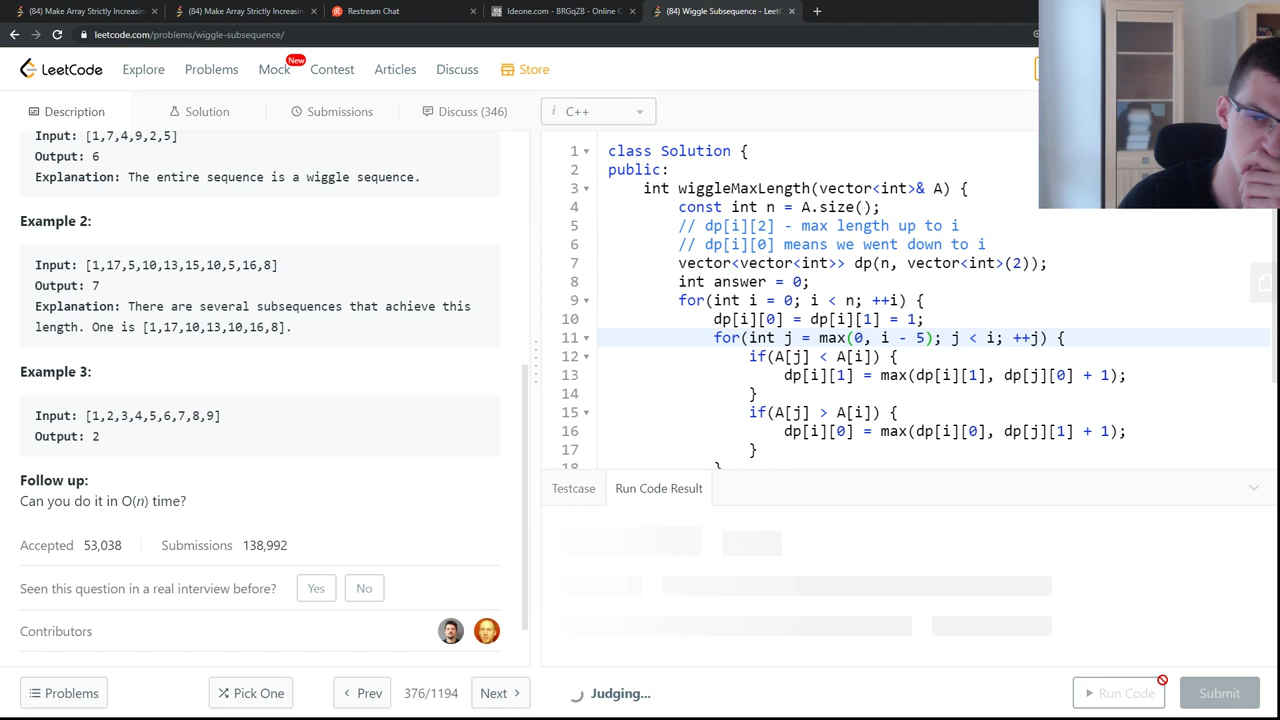 (84) Make Array Strictly Increasin
(84) Make Array Strictly Increasin
Restream Chat
Ideone.com - BRGqZ8 - Online C
(84) Wiggle Subsequence - LeetC
leetcode.com/problems/wiggle-subsequence/
LeetCode
Explore
Problems
Mock
New
Contest
Articles
Discuss
Store
Description
Solution
Submissions
Discuss (346)
i C++
Input: [1,7,4,9,2,5]
Output: 6
Explanation: The entire sequence is a wiggle sequence.
Example 2:
Input: [1,17,5,10,13,15,10,5,16,8]
Output: 7
Explanation: There are several subsequences that achieve this
length. One is [1,17,10,13,10,16,8].
Example 3:
Input: [1,2,3,4,5,6,7,8,9]
Output: 2
Follow up:
Can you do it in O(n) time?
Accepted 53,038 Submissions 138,992
Seen this question in a real interview before? Yes No
Contributors
Problems
Pick One
Prev
376/1194
Next
1 class Solution {
2 public:
3 int wiggleMaxLength(vector<int>& A) {
4 const int n = A.size();
5 // dp[i][2] - max length up to i
6 // dp[i][0] means we went down to i
7 vector<vector<int>> dp(n, vector<int>(2));
8 int answer = 0;
9 for(int i = 0; i < n; ++i) {
10 dp[i][0] = dp[i][1] = 1;
11 for(int j = max(0, i - 5); j < i; ++j) {
12 if(A[j] < A[i]) {
13 dp[i][1] = max(dp[i][1], dp[j][0] + 1);
14 }
15 if(A[j] > A[i]) {
16 dp[i][0] = max(dp[i][0], dp[j][1] + 1);
17 }
18 }
Testcase
Run Code Result
Judging...
Run Code
Submit